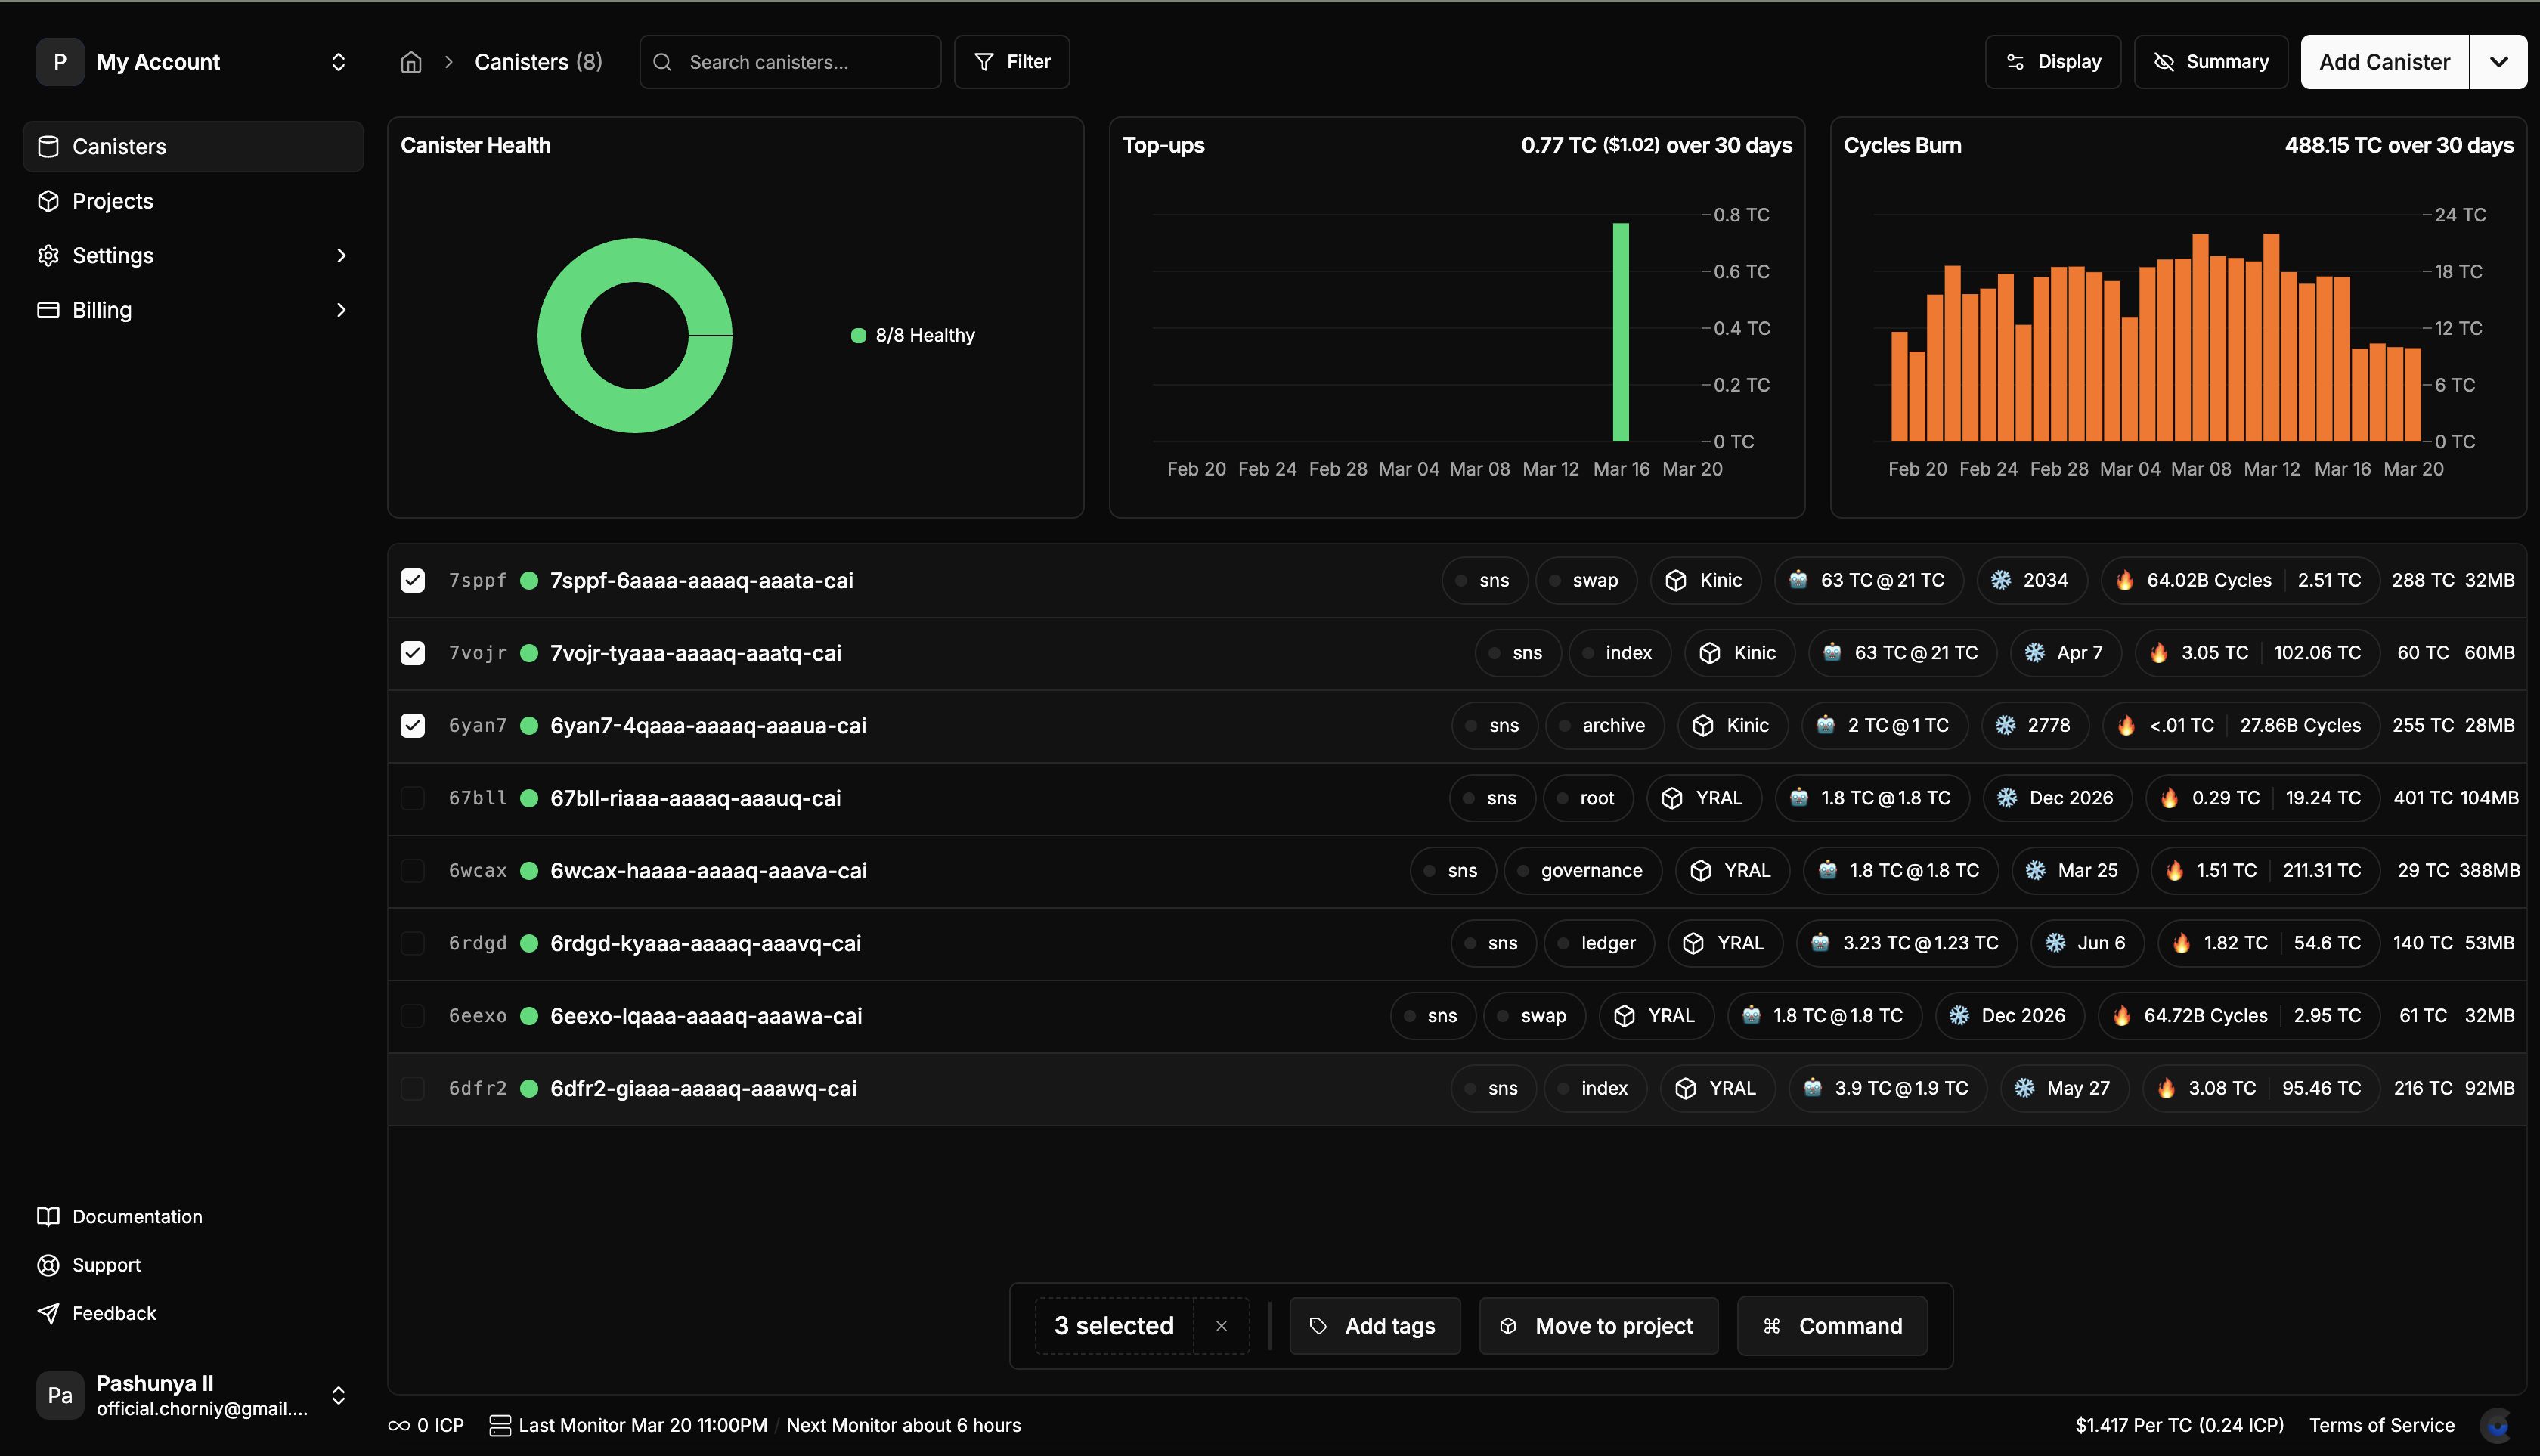 P My Account
Canisters (8)
Search canisters...
Filter
Display
Summary
Add Canister
Canisters
Projects
Settings
Billing
Canister Health
8/8 Healthy
Top-ups 0.77 TC ($1.02) over 30 days
0.8 TC
0.6 TC
0.4 TC
0.2 TC
0 TC
Feb 20 Feb 24 Feb 28 Mar 04 Mar 08 Mar 12 Mar 16 Mar 20
Cycles Burn 488.15 TC over 30 days
24 TC
18 TC
12 TC
6 TC
0 TC
Feb 20 Feb 24 Feb 28 Mar 04 Mar 08 Mar 12 Mar 16 Mar 20
7sppf 7sppf-6aaaa-aaaaq-aaata-cai sns swap Kinic 63 TC@21 TC 2034 64.02B Cycles 2.51 TC 288 TC 32MB
7vojr 7vojr-tyaaa-aaaaq-aaatq-cai sns index Kinic 63 TC@21 TC Apr 7 3.05 TC 102.06 TC 60 TC 60MB
6yan7 6yan7-4qaaa-aaaaq-aaaua-cai sns archive Kinic 2 TC@1 TC 2778 <.01 TC 27.86B Cycles 255 TC 28MB
67bll 67bll-riaaa-aaaaq-aaauq-cai sns root YRAL 1.8 TC@1.8 TC Dec 2026 0.29 TC 19.24 TC 401 TC 104MB
6wcax 6wcax-haaaa-aaaaq-aaava-cai sns governance YRAL 1.8 TC@1.8 TC Mar 25 1.51 TC 211.31 TC 29 TC 388MB
6rdgd 6rdgd-kyaaa-aaaaq-aaavq-cai sns ledger YRAL 3.23 TC@1.23 TC Jun 6 1.82 TC 54.6 TC 140 TC 53MB
6eexo 6eexo-lqaaa-aaaaq-aaawa-cai sns swap YRAL 1.8 TC@1.8 TC Dec 2026 64.72B Cycles 2.95 TC 61 TC 32MB
6dfr2 6dfr2-giaaa-aaaaq-aaawq-cai sns index YRAL 3.9 TC@1.9 TC May 27 3.08 TC 95.46 TC 216 TC 92MB
Documentation
Support
Feedback
3 selected × Add tags Move to project ⌘ Command
Pa Pashunya II
official.chorniy@gmail....
0 ICP Last Monitor Mar 20 11:00PM / Next Monitor about 6 hours
$1.417 Per TC (0.24 ICP) Terms of Service